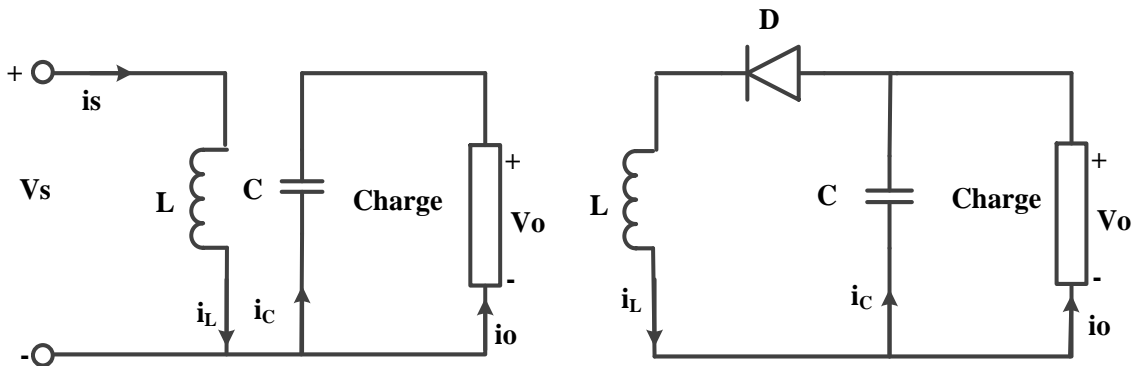 +
is
Vs
L
C
Charge
+
Vo
-
iL
iC
io
-
D
L
C
Charge
+
Vo
-
iL
iC
io